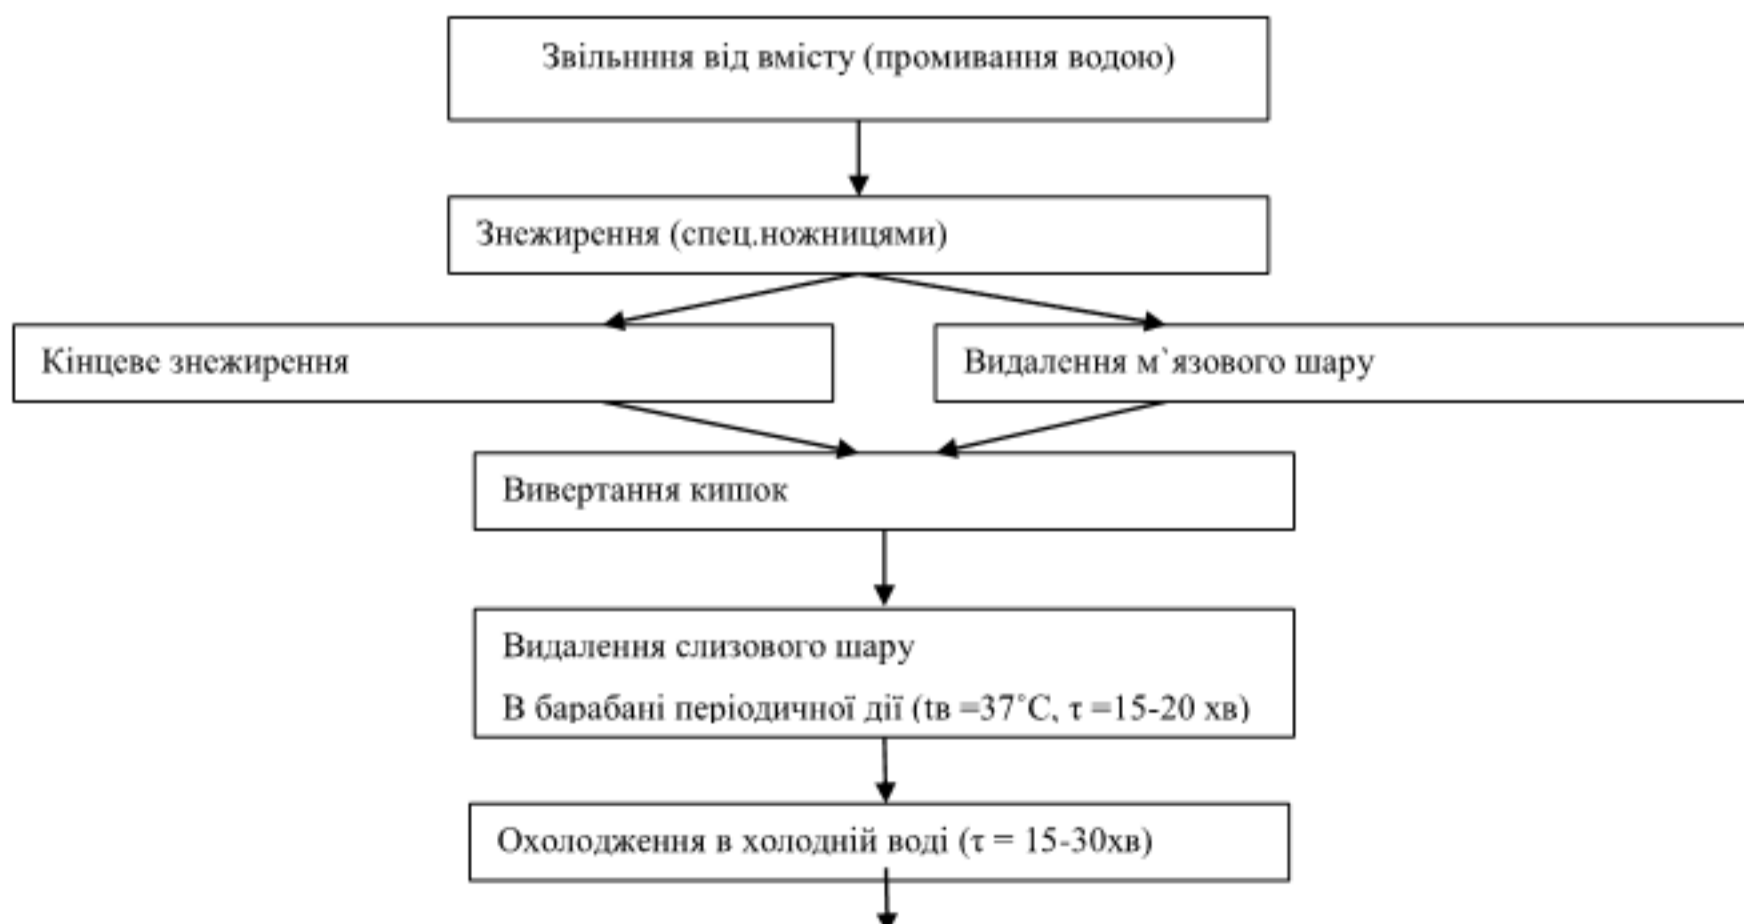 Звільнння від вмісту (промивання водою)
Знежирення (спец.ножницями)
Кінцеве знежирення
Видалення м`язового шару
Вивертання кишок
Видалення слизового шару
В барабані періодичної дії (tв =37˚С, τ =15-20 хв)
Охолодження в холодній воді (τ = 15-30хв)